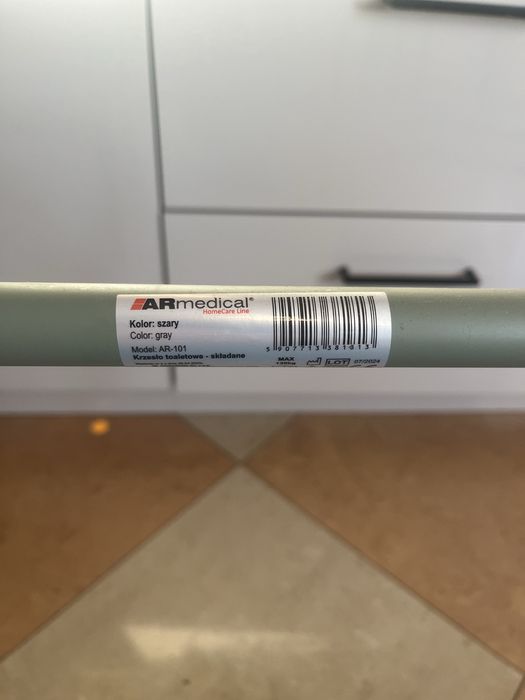 ARmedical®
HomeCare Line
Kolor: szary
Color: gray
Model: AR-101
Krzesło toaletowe - składane
MAX
LOT 07/2024